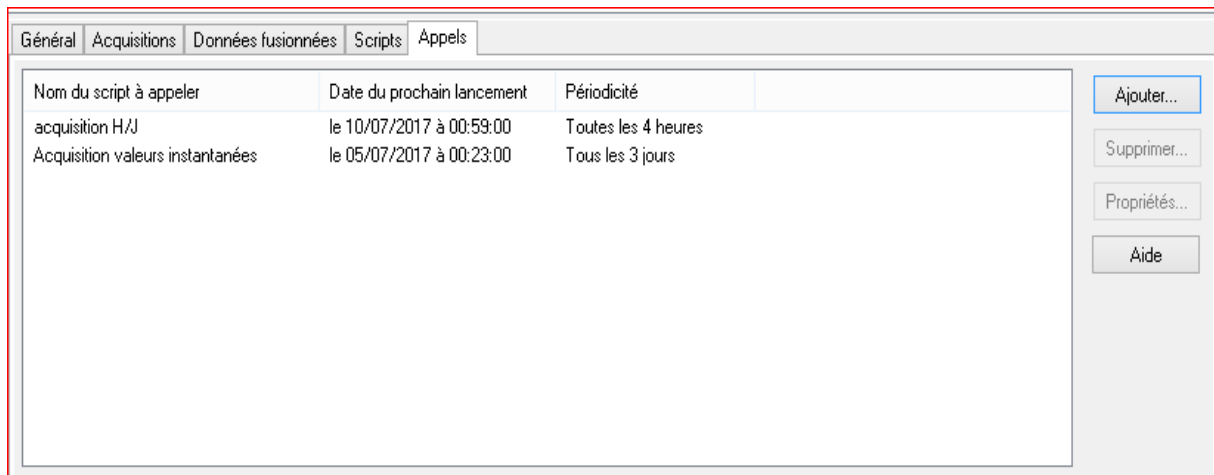 Général Acquisitions Données fusionnées Scripts Appels
Nom du script à appeler Date du prochain lancement Périodicité
acquisition H/J le 10/07/2017 à 00:59:00 Toutes les 4 heures
Acquisition valeurs instantanées le 05/07/2017 à 00:23:00 Tous les 3 jours
Ajouter...
Supprimer...
Propriétés...
Aide